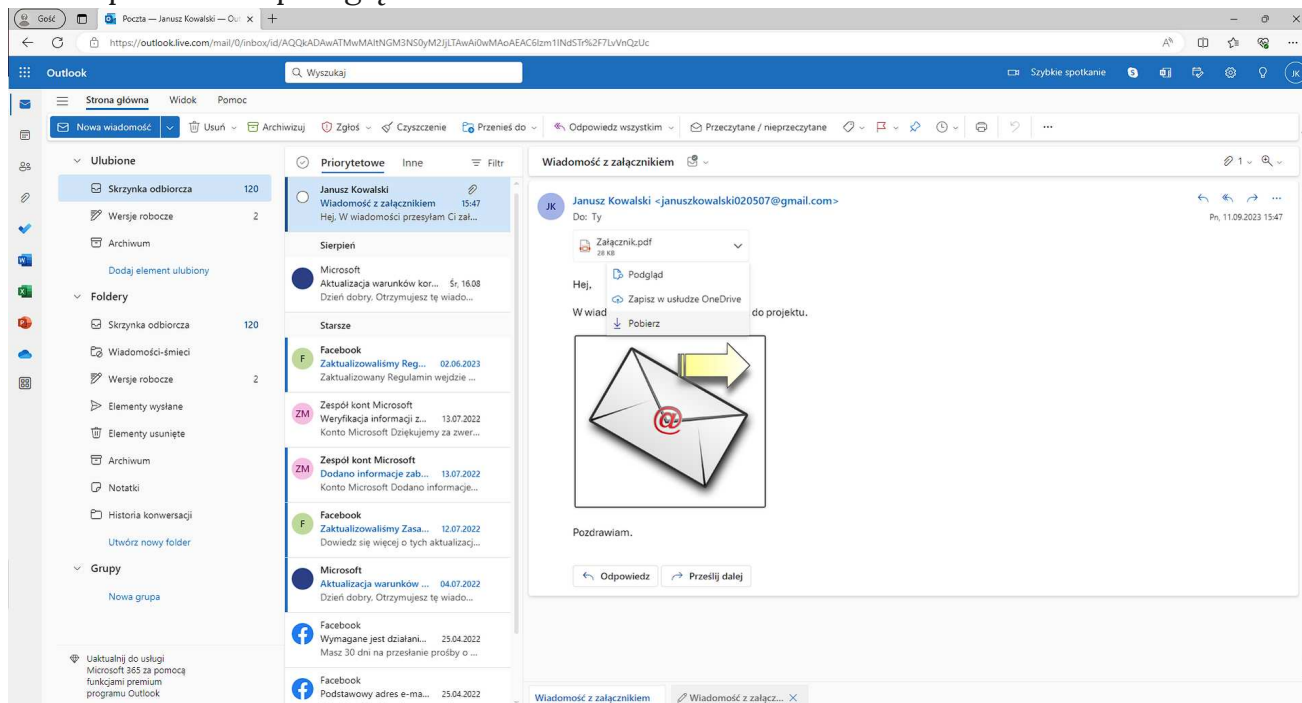 Gość
Poczta — Janusz Kowalski — Ou
https://outlook.live.com/mail/0/inbox/id/AQQkADAwATMwMAItNGM3NS0yM2JjLTAwAi0wMAoAEAC6Izm1INdSTr%2F7LvVnQzUc
Outlook
Wyszukaj
Szybkie spotkanie
JK
Strona główna Widok Pomoc
Nowa wiadomość Usuń Archiwizuj Zgłoś Czyszczenie Przenieś do Odpowiedz wszystkim Przeczytane / nieprzeczytane
Ulubione
Skrzynka odbiorcza 120
Wersje robocze 2
Archiwum
Dodaj element ulubiony
Foldery
Skrzynka odbiorcza 120
Wiadomości-śmieci
Wersje robocze 2
Elementy wysłane
Elementy usunięte
Archiwum
Notatki
Historia konwersacji
Utwórz nowy folder
Grupy
Nowa grupa
Uaktualnij do usługi
Microsoft 365 za pomocą
funkcjami premium
programu Outlook
Priorytetowe Inne Filtr
Janusz Kowalski
Wiadomość z załącznikiem 15:47
Hej, W wiadomości przesyłam Ci zał...
Sierpień
Microsoft
Aktualizacja warunków kor... Śr, 16.08
Dzień dobry, Otrzymujesz tę wiado...
Starsze
F
Facebook
Zaktualizowaliśmy Reg... 02.06.2023
Zaktualizowany Regulamin wejdzie ...
ZM
Zespół kont Microsoft
Weryfikacja informacji z... 13.07.2022
Konto Microsoft Dziękujemy za zwer...
ZM
Zespół kont Microsoft
Dodano informacje zab... 13.07.2022
Konto Microsoft Dodano informacje...
F
Facebook
Zaktualizowaliśmy Zasa... 12.07.2022
Dowiedz się więcej o tych aktualizacj...
Microsoft
Aktualizacja warunków ... 04.07.2022
Dzień dobry, Otrzymujesz tę wiado...
Facebook
Wymagane jest działani... 25.04.2022
Masz 30 dni na przesłanie prośby o ...
Facebook
Podstawowy adres e-ma... 25.04.2022
Wiadomość z załącznikiem
1
JK
Janusz Kowalski <januszkowalski020507@gmail.com>
Do: Ty
Pn, 11.09.2023 15:47
Załącznik.pdf
28 KB
Podgląd
Zapisz w usłudze OneDrive
Pobierz
Hej,
W wiad do projektu.
@
Pozdrawiam.
Odpowiedz Prześlij dalej
Wiadomość z załącznikiem Wiadomość z załącz...